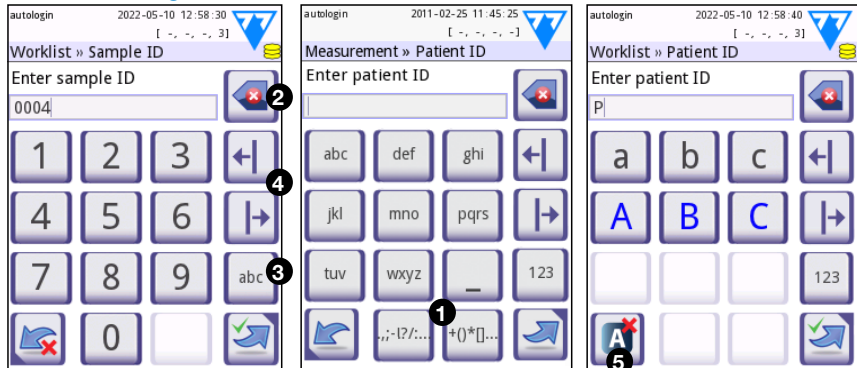 autologin 2022-05-10 12:58:30
[ -, -, -, 3]
Worklist » Sample ID
Enter sample ID
0004
2
1 2 3
4
4 5 6
7 8 9 abc 3
0
autologin 2011-02-25 11:45:25
[ -, -, -, -]
Measurement » Patient ID
Enter patient ID
abc def ghi
jkl mno pqrs
tuv wxyz _ 123
1
.,;-!?/:... +()*[]...
autologin 2022-05-10 12:58:40
[ -, -, -, 3]
Worklist » Patient ID
Enter patient ID
P
a b c
A B C
123
A
5